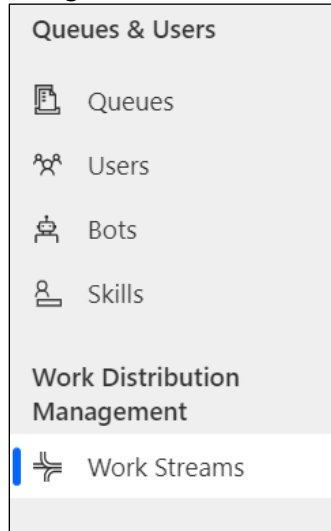 Queues & Users
Queues
Users
Bots
Skills
Work Distribution
Management
Work Streams